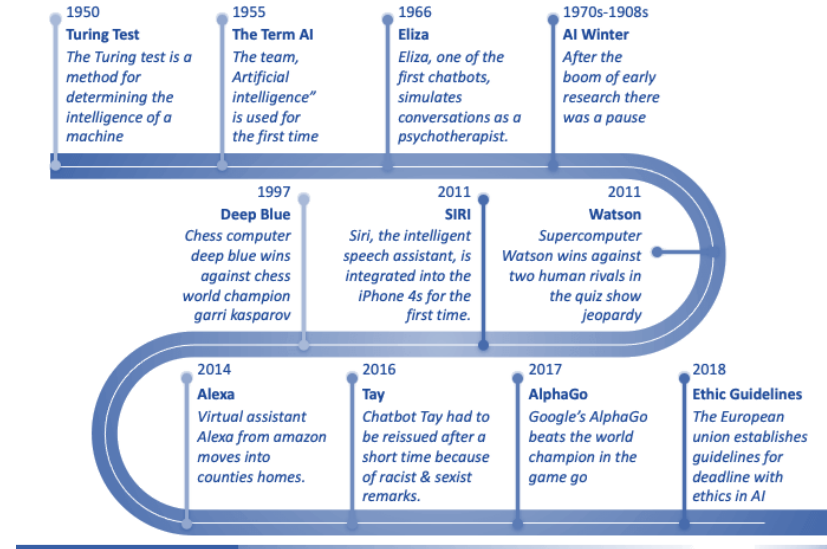 1950
Turing Test
The Turing test is a
method for
determining the
intelligence of a
machine
1955
The Term AI
The team,
Artificial
intelligence”
is used for
the first time
1966
Eliza
Eliza, one of the
first chatbots,
simulates
conversations as a
psychotherapist.
1970s-1908s
AI Winter
After the
boom of early
research there
was a pause
1997
Deep Blue
Chess computer
deep blue wins
against chess
world champion
garri kasparov
2011
SIRI
Siri, the intelligent
speech assistant, is
integrated into the
iPhone 4s for the
first time.
2011
Watson
Supercomputer
Watson wins against
two human rivals in
the quiz show
jeopardy
2014
Alexa
Virtual assistant
Alexa from amazon
moves into
counties homes.
2016
Tay
Chatbot Tay had to
be reissued after a
short time because
of racist & sexist
remarks.
2017
AlphaGo
Google’s AlphaGo
beats the world
champion in the
game go
2018
Ethic Guidelines
The European
union establishes
guidelines for
deadline with
ethics in AI